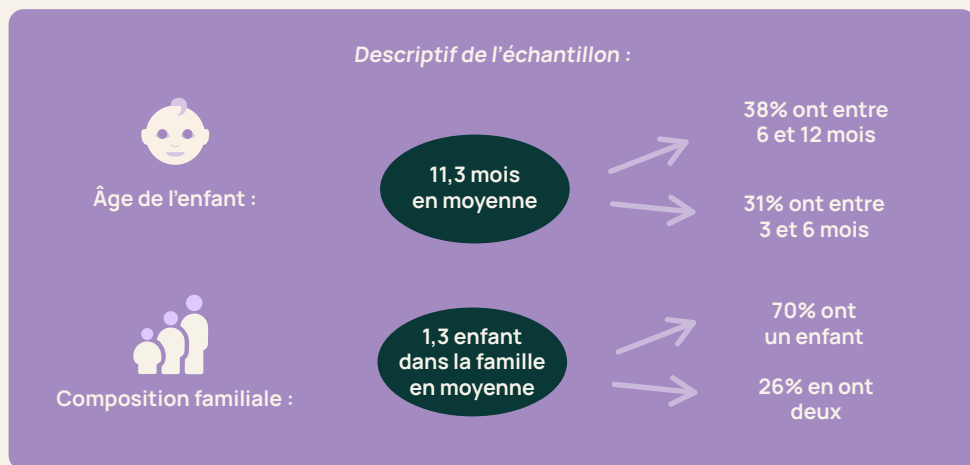 Descriptif de l'échantillon :
Âge de l'enfant :
11,3 mois
en moyenne
38% ont entre
6 et 12 mois
31% ont entre
3 et 6 mois
Composition familiale :
1,3 enfant
dans la famille
en moyenne
70% ont
un enfant
26% en ont
deux